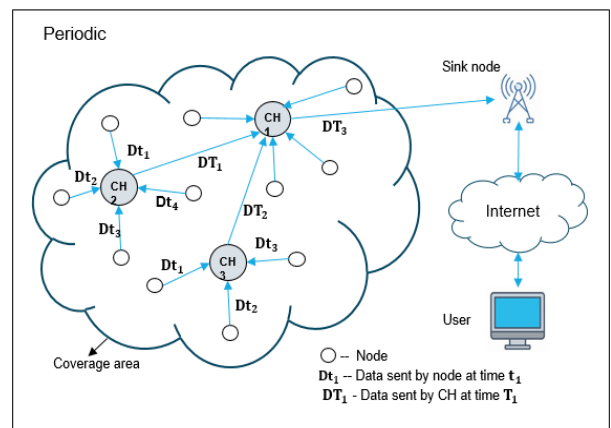 Periodic
Sink node
CH
1
DT₃
Dt₁
DT₁
Dt₂
CH
2
Dt₄
DT₂
Dt₃
Internet
Dt₃
Dt₁
CH
3
Dt₂
User
Coverage area
-- Node
Dt₁ -- Data sent by node at time t₁
DT₁ - Data sent by CH at time T₁